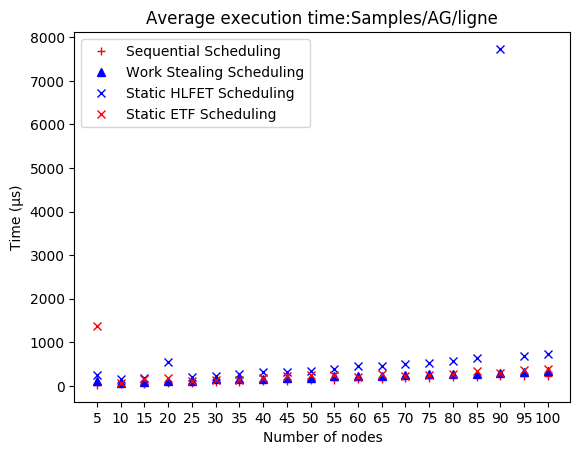 Average execution time:Samples/AG/ligne
Sequential Scheduling
Work Stealing Scheduling
Static HLFET Scheduling
Static ETF Scheduling
Time (µs)
8000
7000
6000
5000
4000
3000
2000
1000
0
5 10 15 20 25 30 35 40 45 50 55 60 65 70 75 80 85 90 95 100
Number of nodes